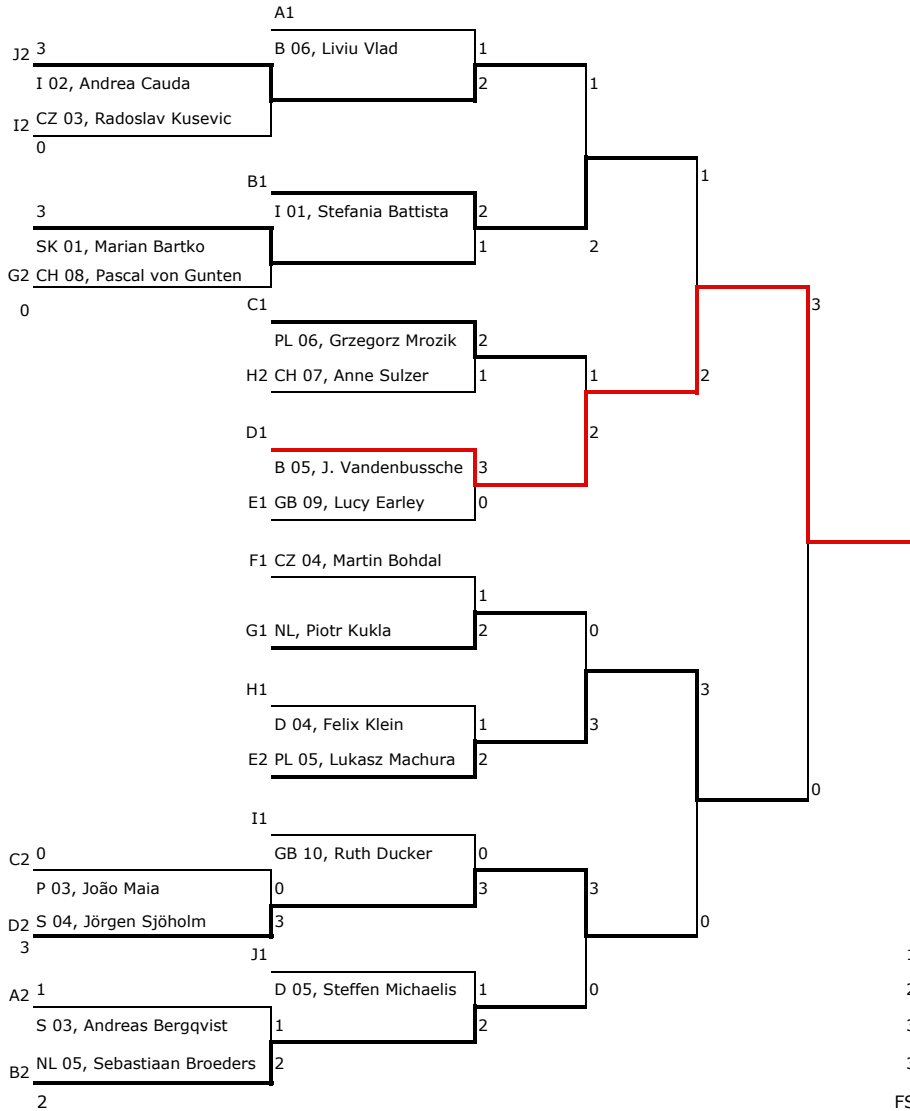 A1
J2 3 B 06, Liviu Vlad 1
I 02, Andrea Cauda 2 1
I2 CZ 03, Radoslav Kusevic
0
B1 1
3 I 01, Stefania Battista 2
SK 01, Marian Bartko 1 2
G2 CH 08, Pascal von Gunten
0 C1 3
PL 06, Grzegorz Mrozik 2
H2 CH 07, Anne Sulzer 1 1 2
D1 2
B 05, J. Vandenbussche 3
E1 GB 09, Lucy Earley 0
F1 CZ 04, Martin Bohdal
1
G1 NL, Piotr Kukla 2 0
H1 3
D 04, Felix Klein 1 3
E2 PL 05, Lukasz Machura 2
0
I1
C2 0 GB 10, Ruth Ducker 0
P 03, João Maia 0 3 3
D2 S 04, Jörgen Sjöholm 3 0
3
J1
A2 1 D 05, Steffen Michaelis 1 0
S 03, Andreas Bergqvist 1 2
B2 NL 05, Sebastiaan Broeders 2
2 FS